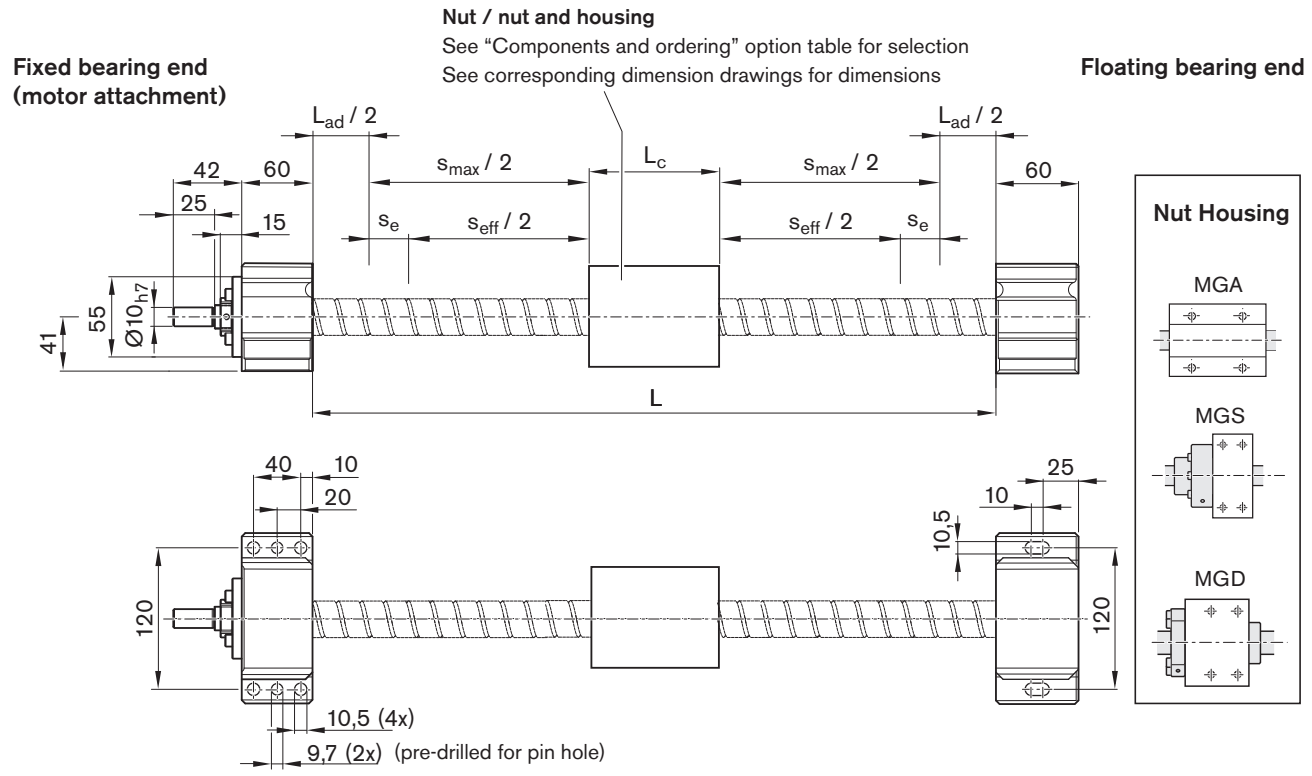 Nut / nut and housing
See “Components and ordering” option table for selection
See corresponding dimension drawings for dimensions
Fixed bearing end
(motor attachment)
Floating bearing end
L_ad / 2
L_ad / 2
42
60
s_max / 2
L_c
s_max / 2
60
25
15
s_e
s_eff / 2
s_eff / 2
s_e
55
Ø10 h7
41
L
Nut Housing
MGA
MGS
MGD
40
10
20
25
10
10,5
120
120
10,5 (4x)
9,7 (2x) (pre-drilled for pin hole)